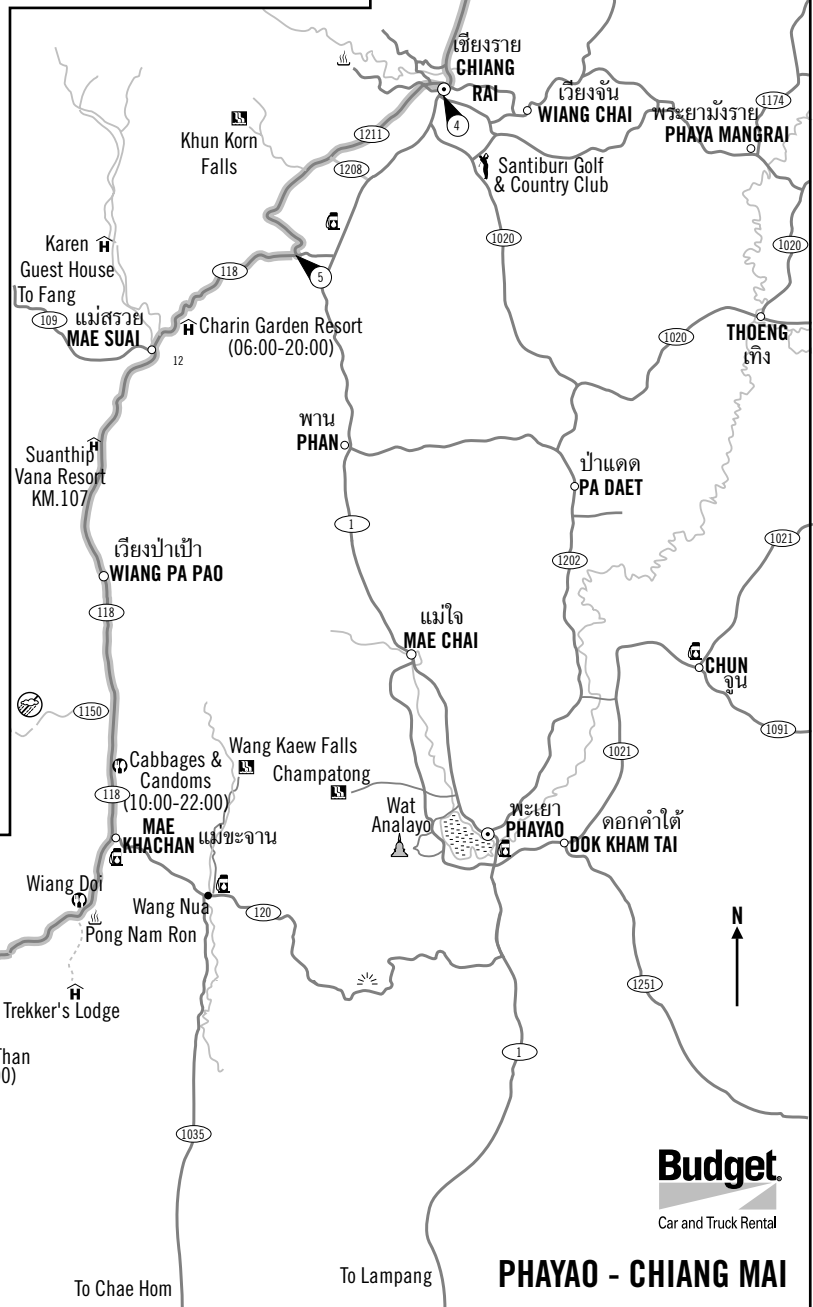 เชียงราย
CHIANG
RAI
4
เวียงจัน
WIANG CHAI
1174
พระยามังราย
PHAYA MANGRAI
Khun Korn
Falls
1211
1208
Santiburi Golf
& Country Club
1020
1020
Karen
Guest House
To Fang
118
5
109
แม่สรวย
MAE SUAI
12
Charin Garden Resort
(06:00-20:00)
1020
THOENG
เทิง
พาน
PHAN
Suanthip
Vana Resort
KM.107
ป่าแดด
PA DAET
1
1021
เวียงป่าเป้า
WIANG PA PAO
1202
118
แม่ใจ
MAE CHAI
CHUN
จูน
1150
1091
1021
Wang Kaew Falls
Cabbages &
Candoms
(10:00-22:00)
Champatong
118
Wat
Analayo
พะเยา
PHAYAO
ดอกคำใต้
DOK KHAM TAI
MAE
KHACHAN
แม่ขะจาน
Wiang Doi
Wang Nua
120
Pong Nam Ron
N
1251
Trekker's Lodge
Than
00)
1
1035
Budget
Car and Truck Rental
To Chae Hom
To Lampang
PHAYAO - CHIANG MAI